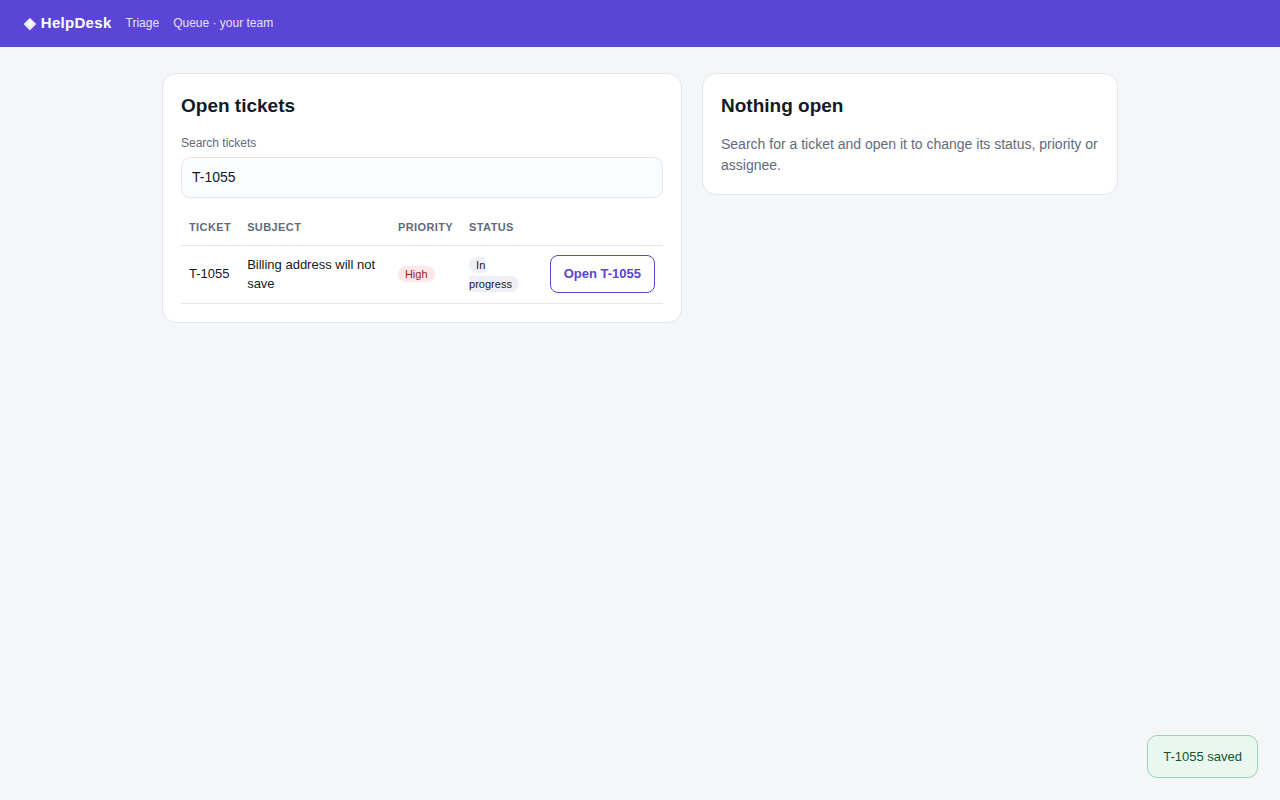 ◈ HelpDesk Triage Queue · your team
Open tickets
Search tickets
T-1055
TICKET SUBJECT PRIORITY STATUS
T-1055 Billing address will not save High In progress Open T-1055
Nothing open
Search for a ticket and open it to change its status, priority or
assignee.
T-1055 saved